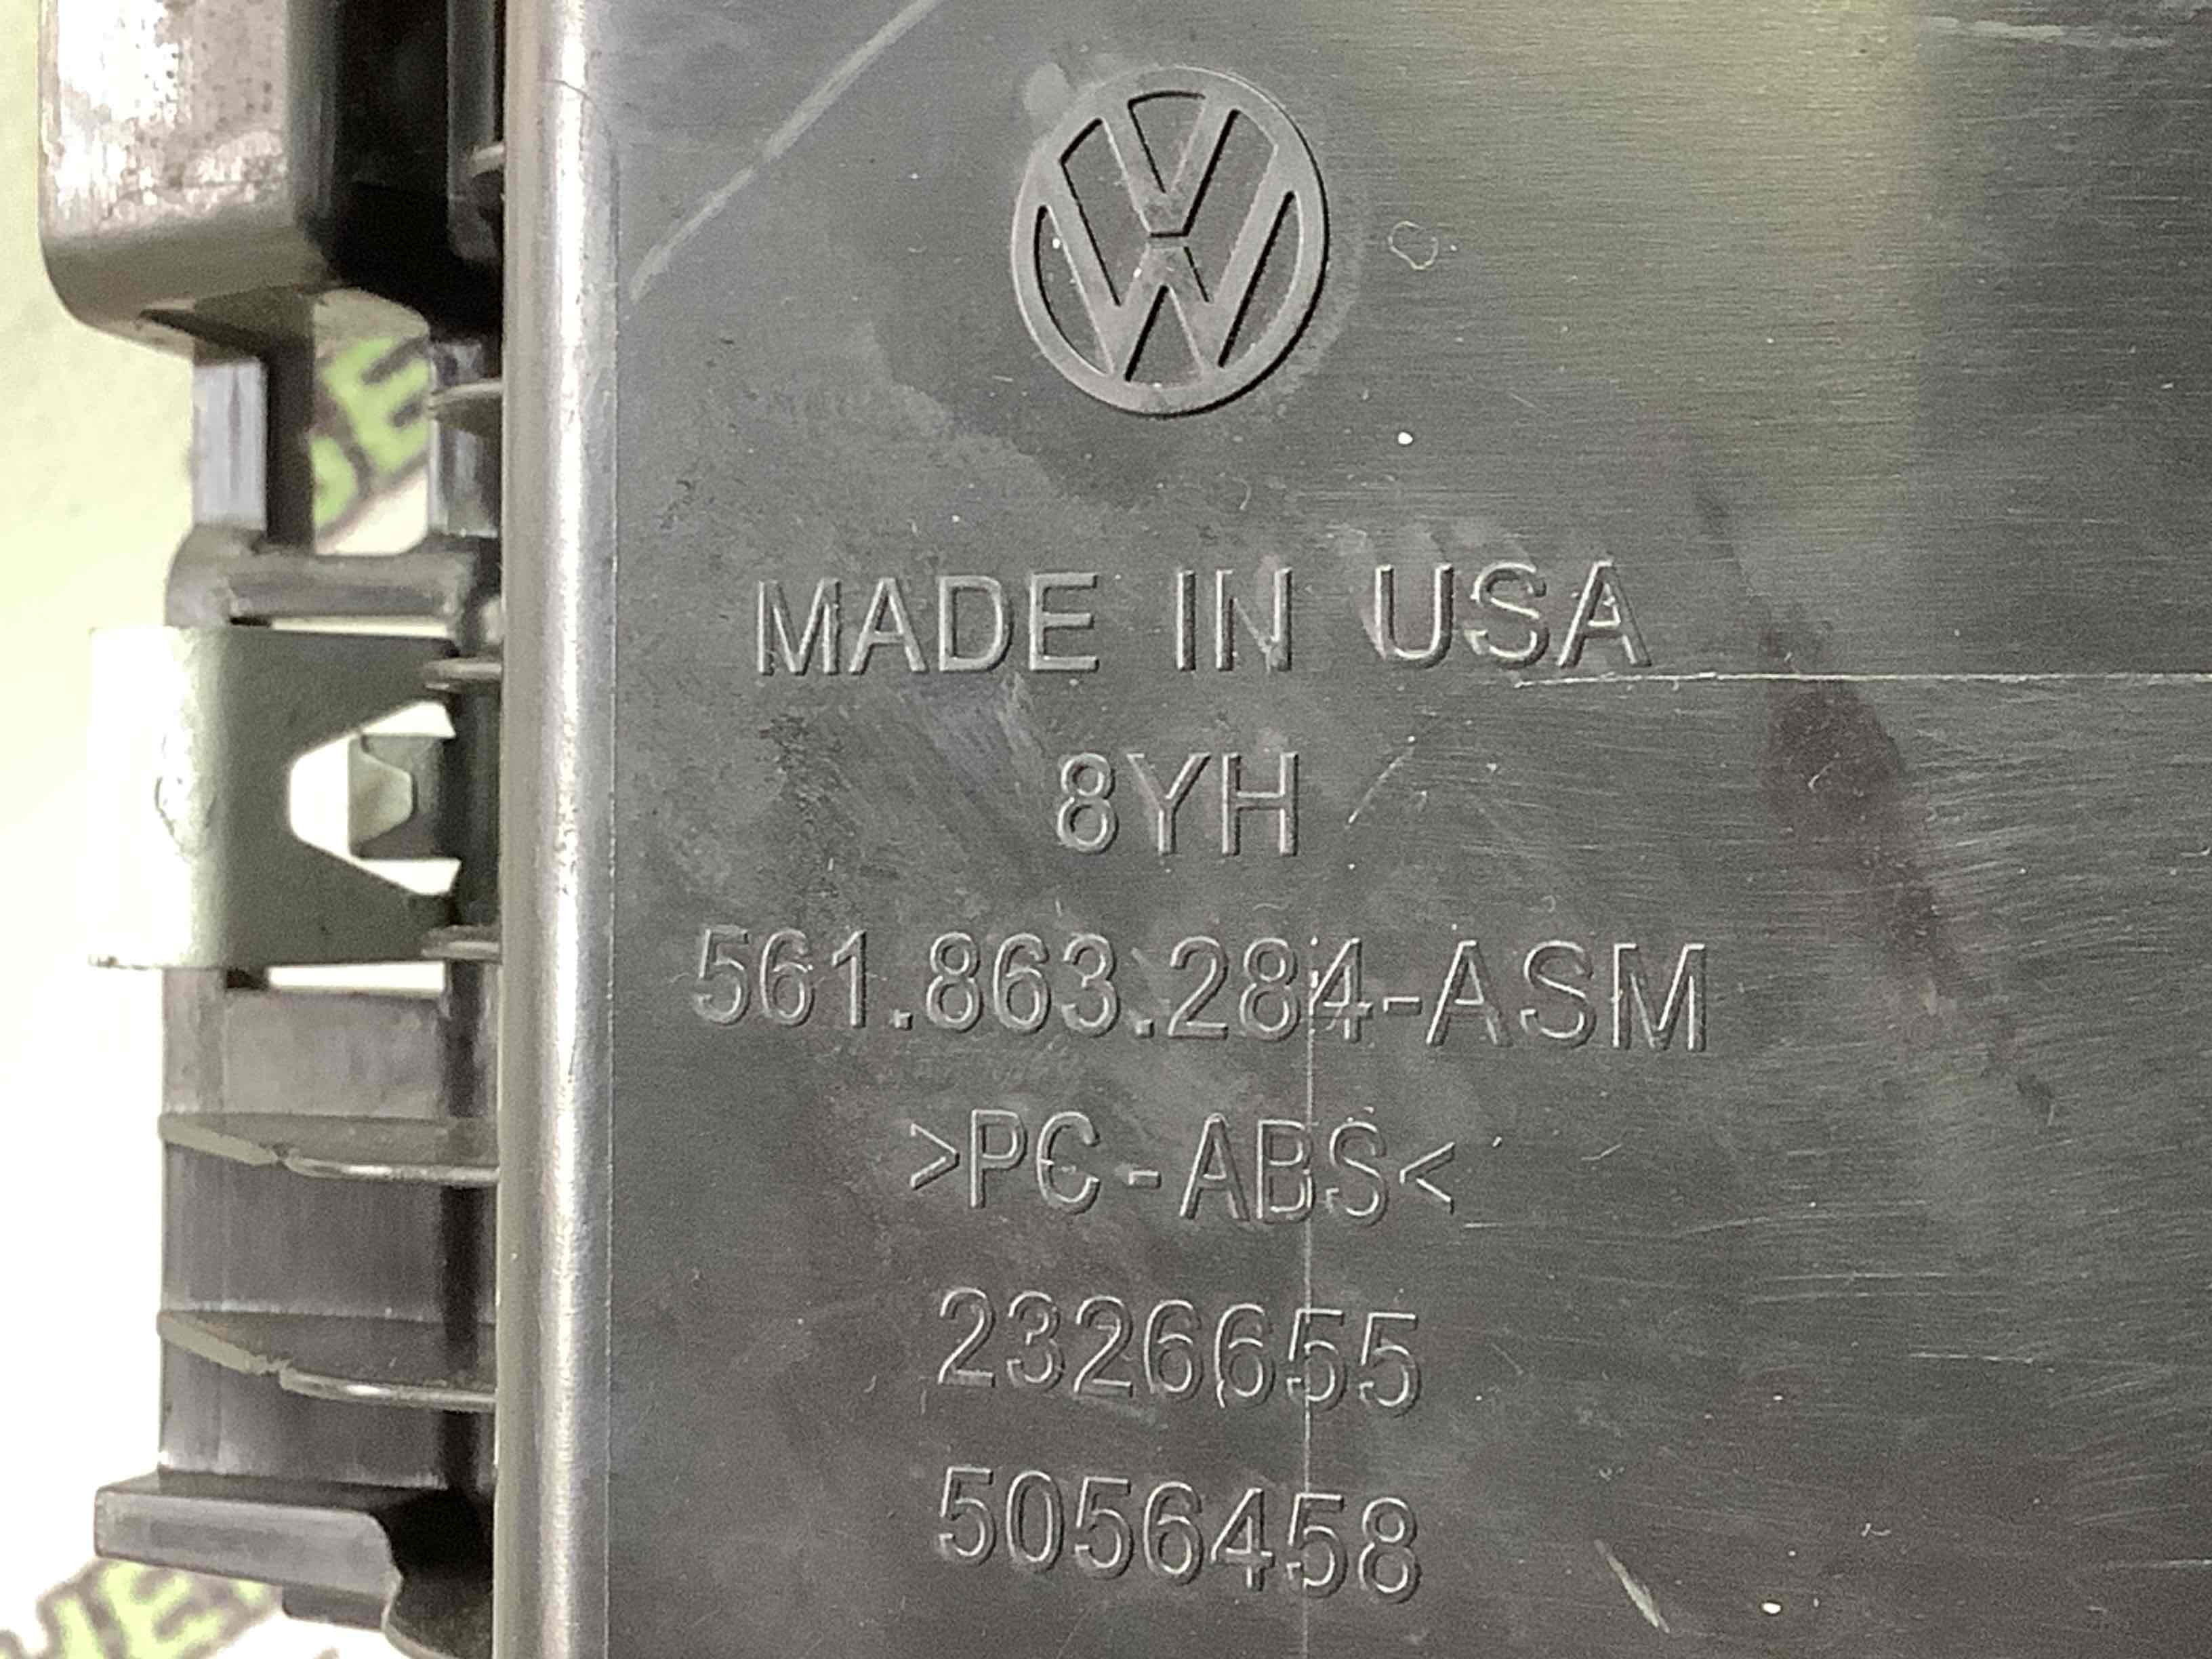 MADE IN USA
8YH
561.863.284-ASM
>PC-ABS<
2326655
5056458